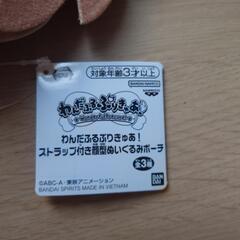 対象年齢3才以上
わんだふるぷりきゅあ!
わんだふるぷりきゅあ!
ストラップ付き顔型ぬいぐるみポーチ
全3種
©ABC-A・東映アニメーション
BANDAI SPIRITS MADE IN VIETNAM
BANDAI